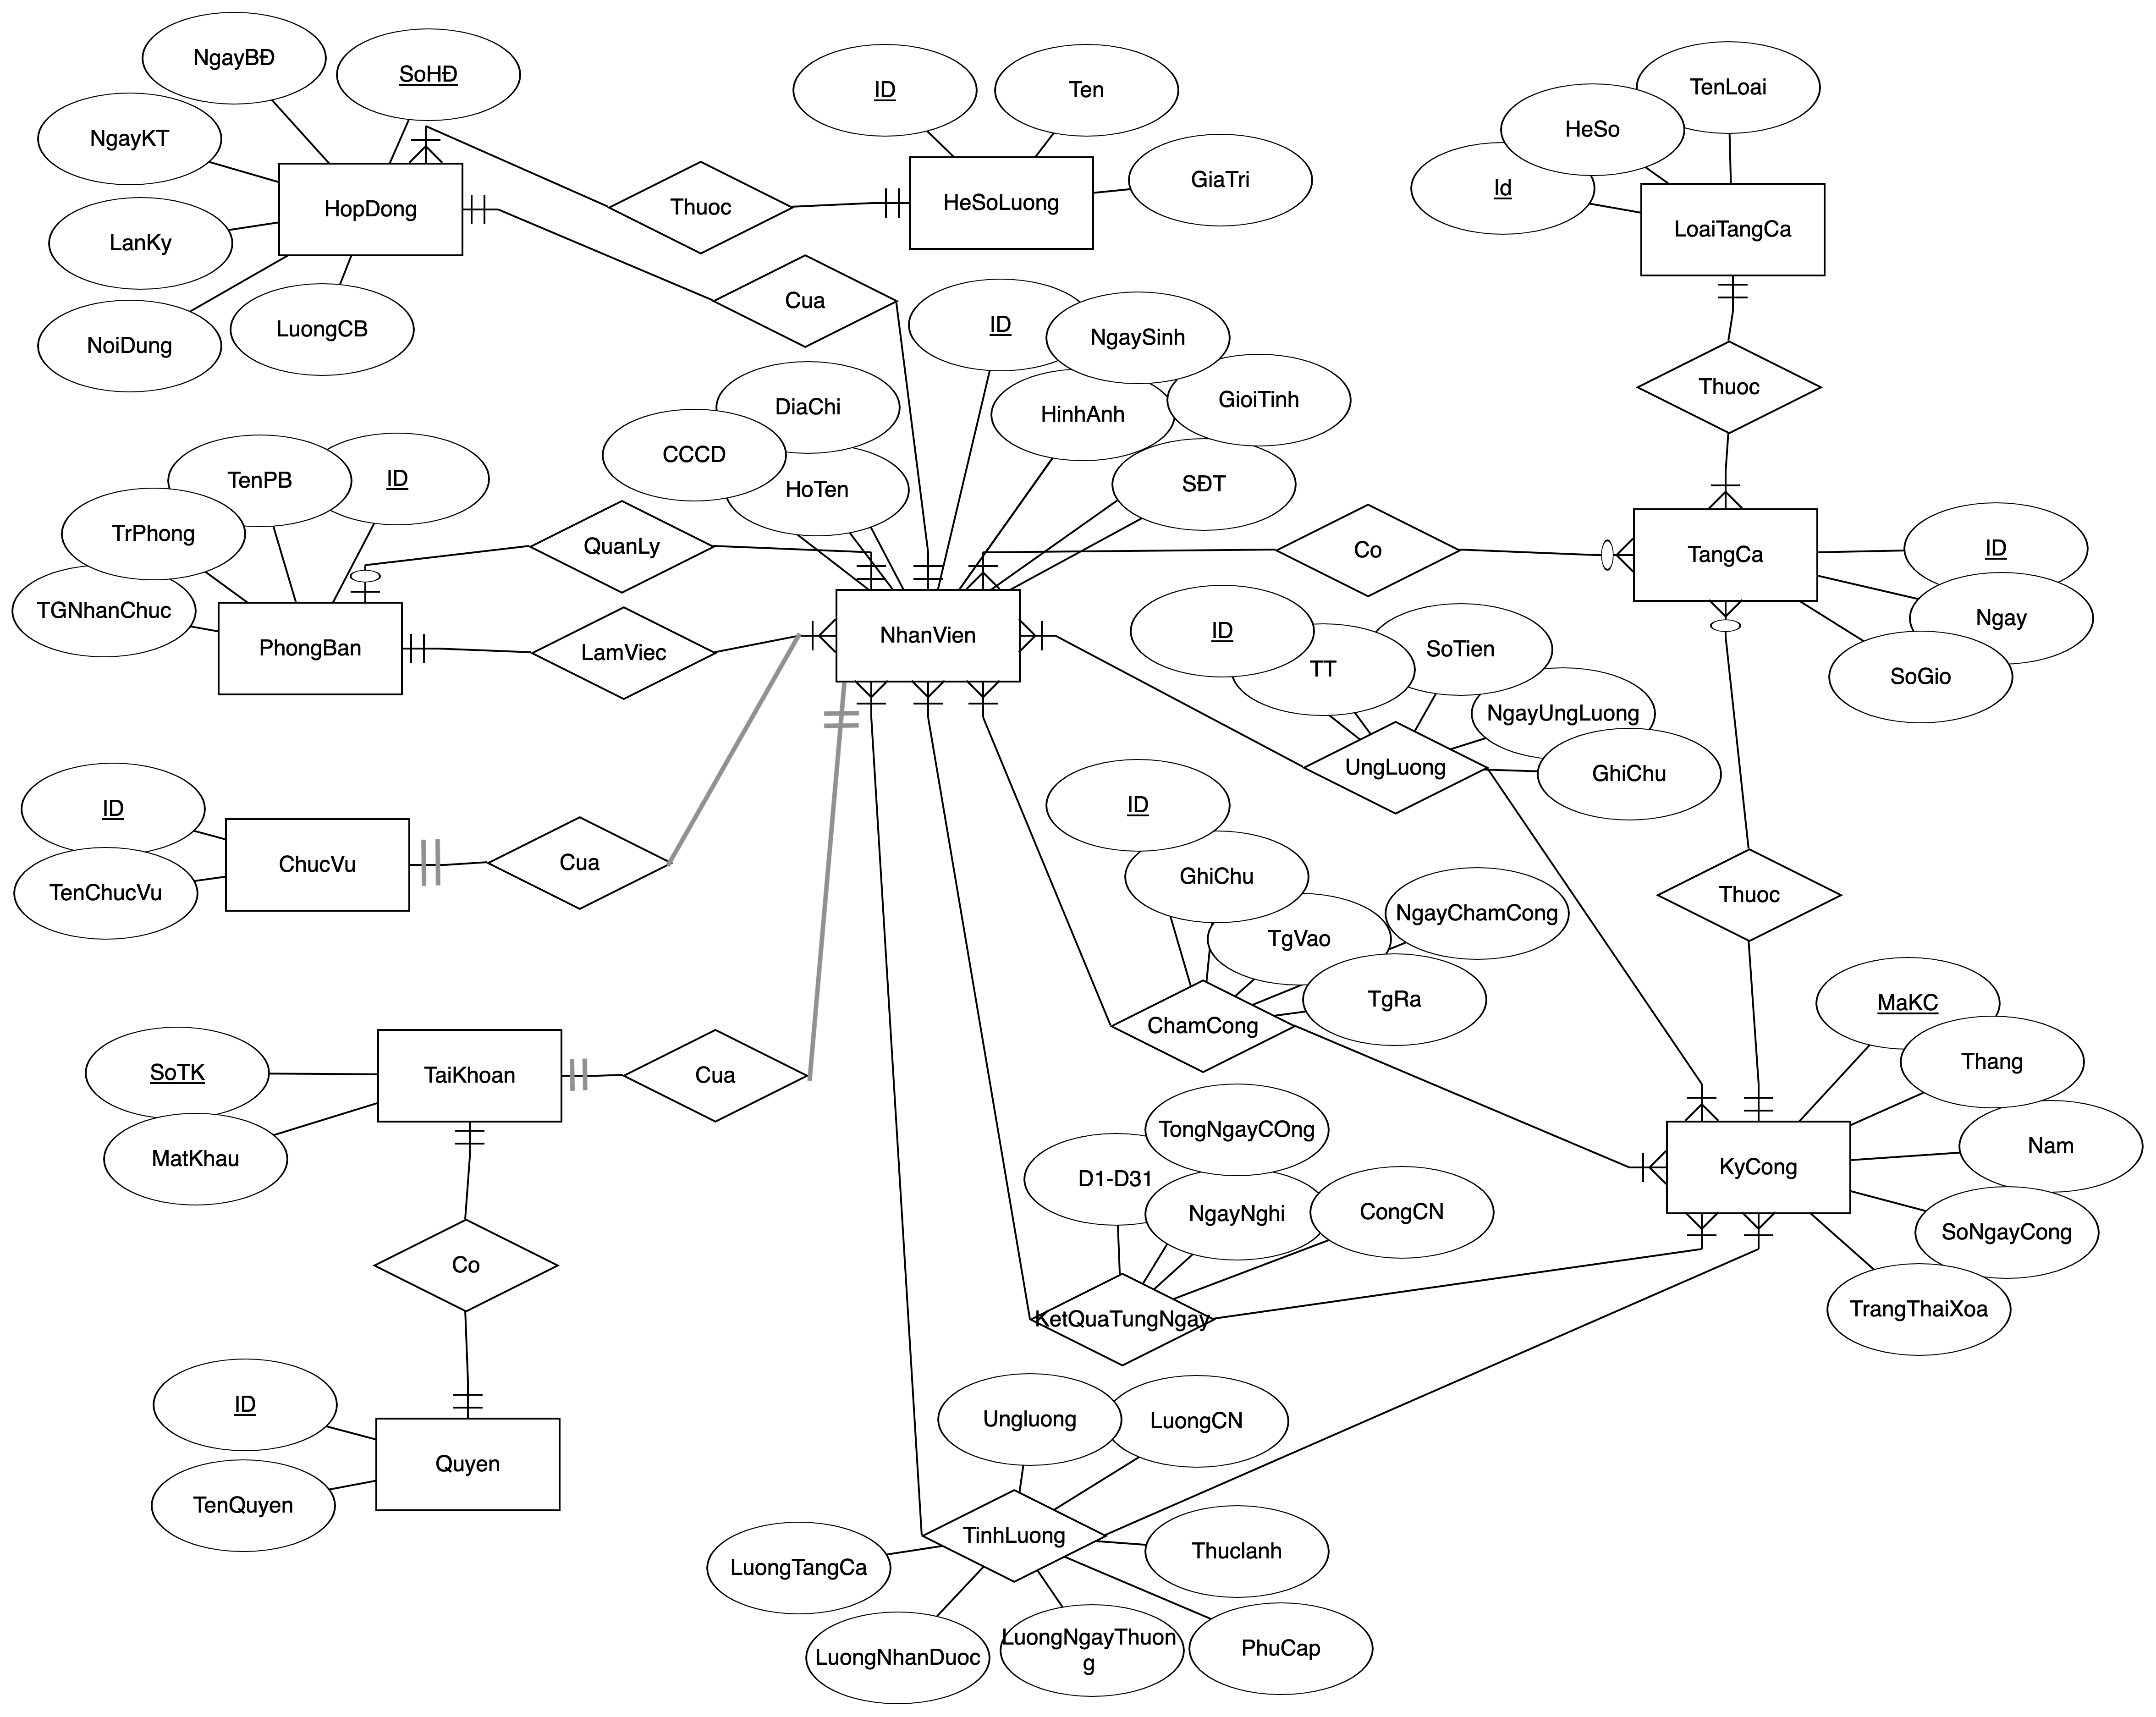 NgayBĐ
SoHĐ
NgayKT
HopDong
LanKy
NoiDung
LuongCB
Thuoc
ID
Ten
HeSoLuong
GiaTri
TenLoai
HeSo
Id
LoaiTangCa
Cua
ID
NgaySinh
DiaChi
HinhAnh
GioiTinh
CCCD
HoTen
SĐT
Thuoc
TenPB
ID
TrPhong
TGNhanChuc
PhongBan
QuanLy
LamViec
NhanVien
Co
TangCa
ID
Ngay
SoGio
ID
TT
SoTien
NgayUngLuong
UngLuong
GhiChu
ID
TenChucVu
ChucVu
Cua
ID
GhiChu
TgVao
NgayChamCong
TgRa
ChamCong
Thuoc
MaKC
Thang
Nam
KyCong
SoNgayCong
TrangThaiXoa
SoTK
MatKhau
TaiKhoan
Cua
Co
TongNgayCOng
D1-D31
NgayNghi
CongCN
KetQuaTungNgay
ID
TenQuyen
Quyen
Ungluong
LuongCN
TinhLuong
Thuclanh
LuongTangCa
LuongNhanDuoc
LuongNgayThuon
g
PhuCap